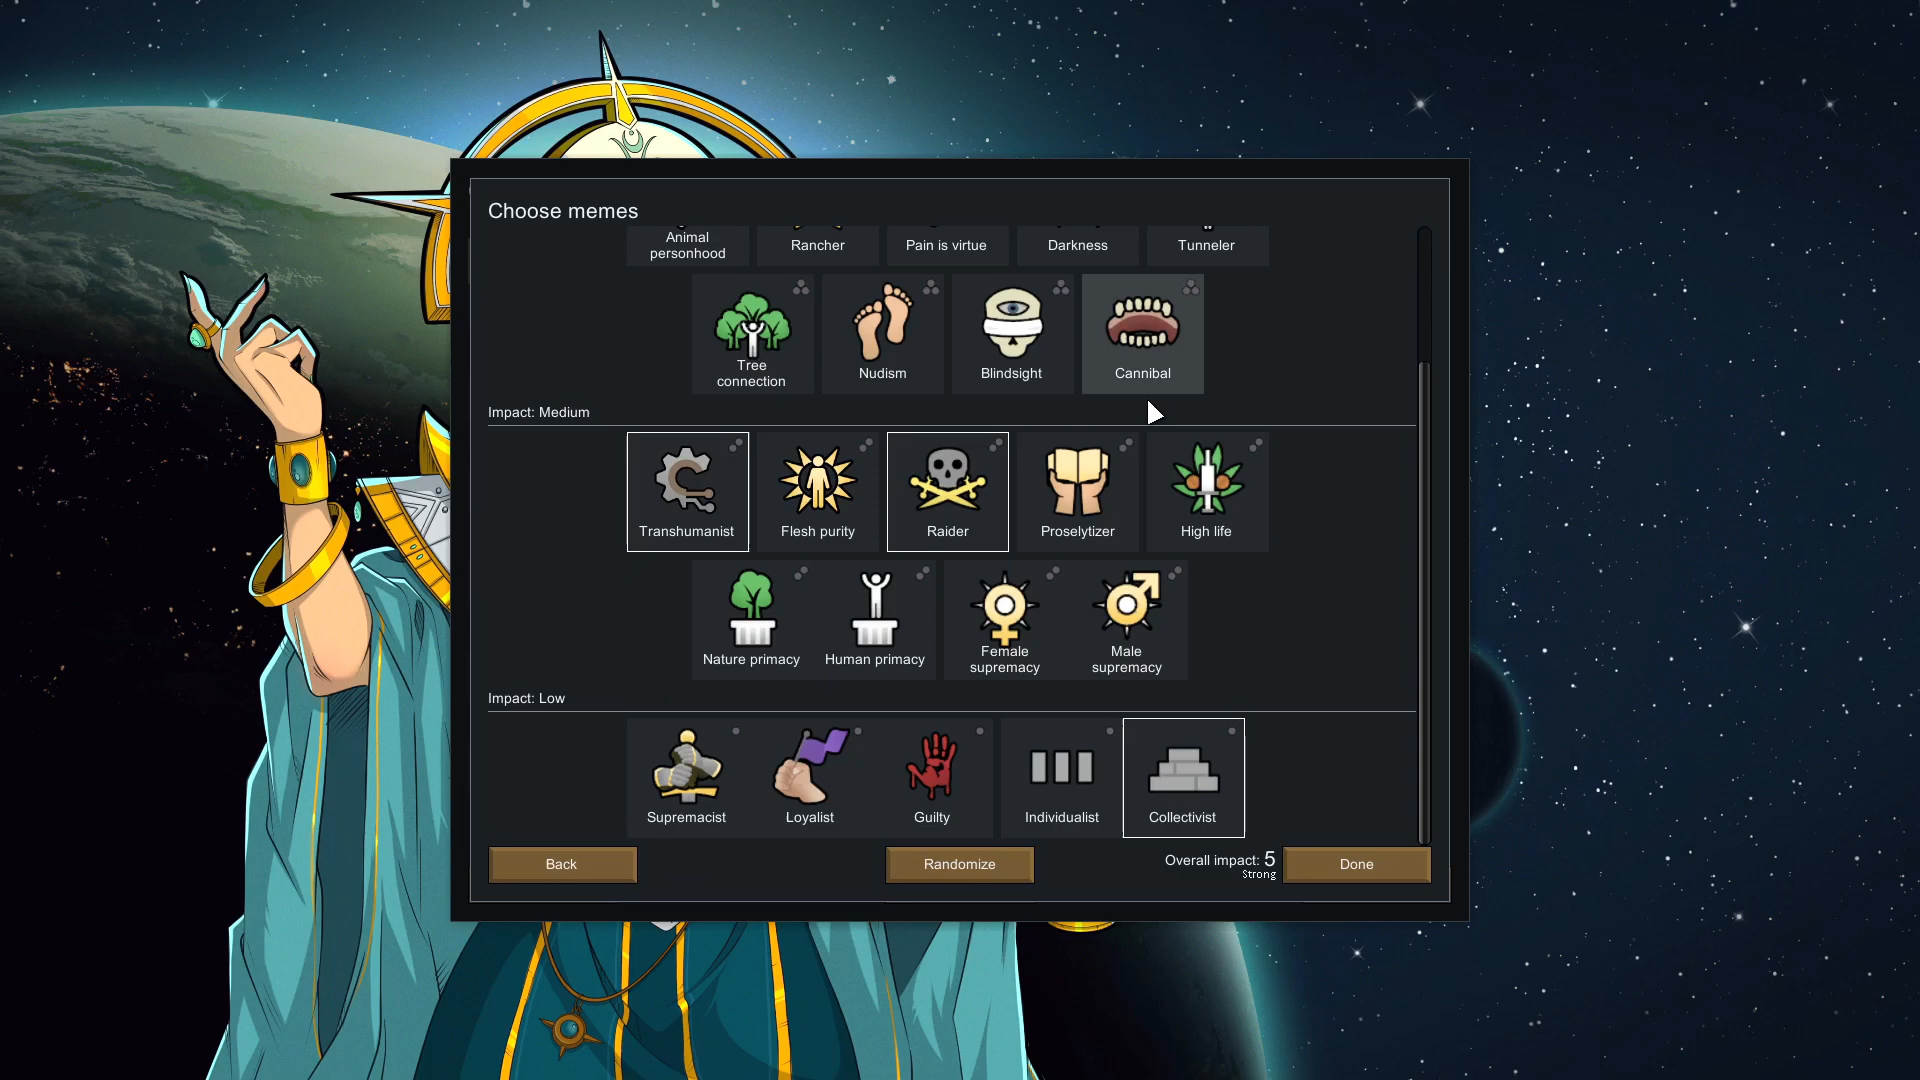 Choose memes
Animal
personhood
Rancher
Pain is virtue
Darkness
Tunneler
Tree
connection
Nudism
Blindsight
Cannibal
Impact: Medium
Transhumanist
Flesh purity
Raider
Proselytizer
High life
Nature primacy
Human primacy
Female
supremacy
Male
supremacy
Impact: Low
Supremacist
Loyalist
Guilty
Individualist
Collectivist
Back
Randomize
Overall impact: 5
Strong
Done